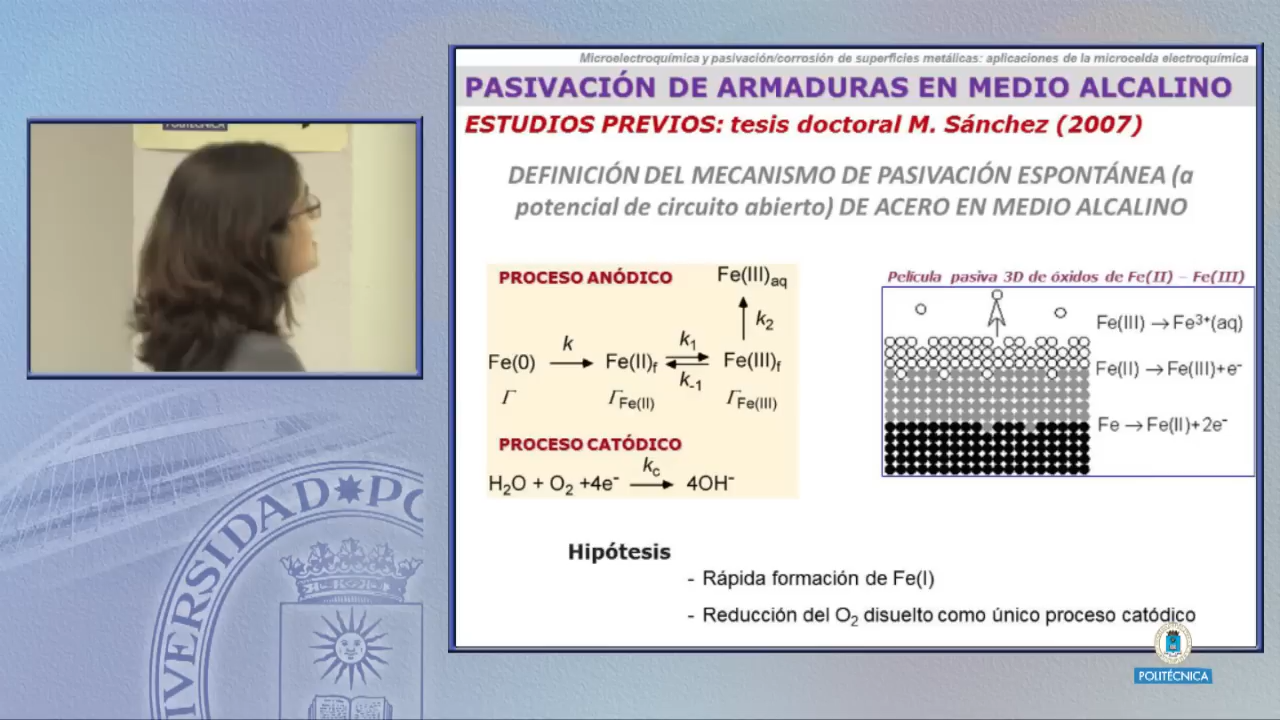 POLITÉCNICA
Microelectroquímica y pasivación/corrosión de superficies metálicas: aplicaciones de la microcelda electroquímica
PASIVACIÓN DE ARMADURAS EN MEDIO ALCALINO
ESTUDIOS PREVIOS: tesis doctoral M. Sánchez (2007)
DEFINICIÓN DEL MECANISMO DE PASIVACIÓN ESPONTÁNEA (a
potencial de circuito abierto) DE ACERO EN MEDIO ALCALINO
PROCESO ANÓDICO
Fe(III)aq
k2
k
k1
Fe(0) → Fe(II)f ⇌ Fe(III)f
k-1
Γ ΓFe(II) ΓFe(III)
PROCESO CATÓDICO
kc
H2O + O2 +4e- → 4OH-
Película pasiva 3D de óxidos de Fe(II) – Fe(III)
Fe(III) → Fe3+(aq)
Fe(II) → Fe(III)+e-
Fe → Fe(II)+2e-
Hipótesis
- Rápida formación de Fe(I)
- Reducción del O2 disuelto como único proceso catódico
VERSIDAD PO
POLITÉCNICA